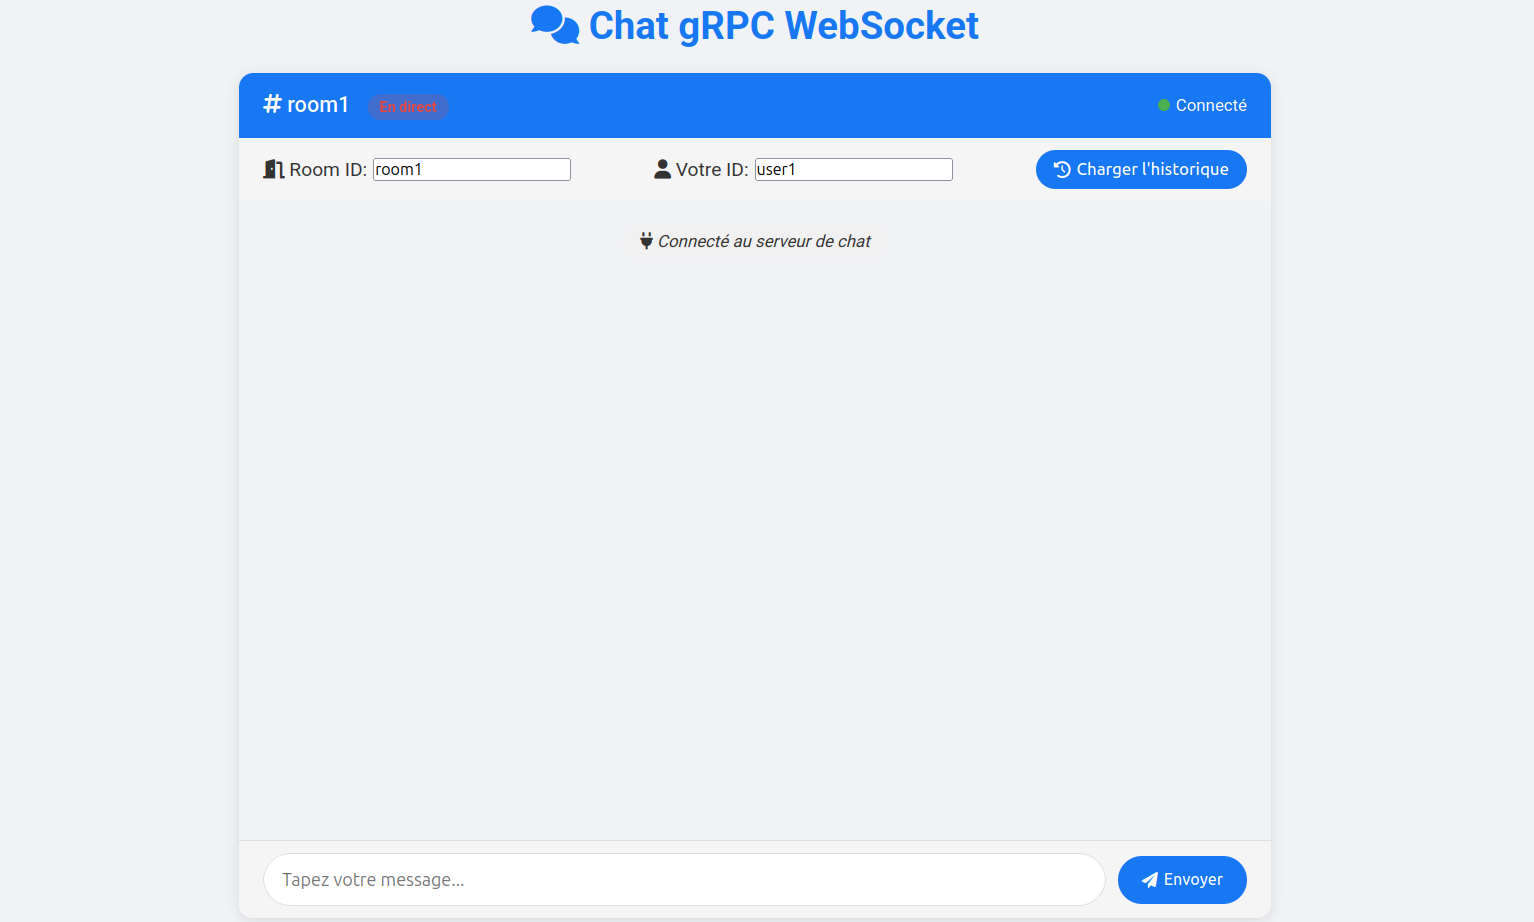 Chat gRPC WebSocket
# room1 En direct Connecté
Room ID: room1 Votre ID: user1 Charger l'historique
Connecté au serveur de chat
Tapez votre message... Envoyer